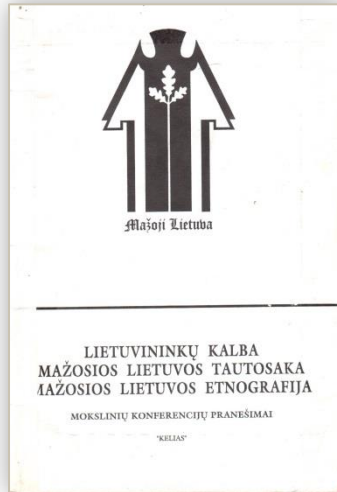 Mažoji Lietuva
LIETUVININKŲ KALBA
MAŽOSIOS LIETUVOS TAUTOSAKA
MAŽOSIOS LIETUVOS ETNOGRAFIJA
MOKSLINIŲ KONFERENCIJŲ PRANEŠIMAI
"KELIAS"